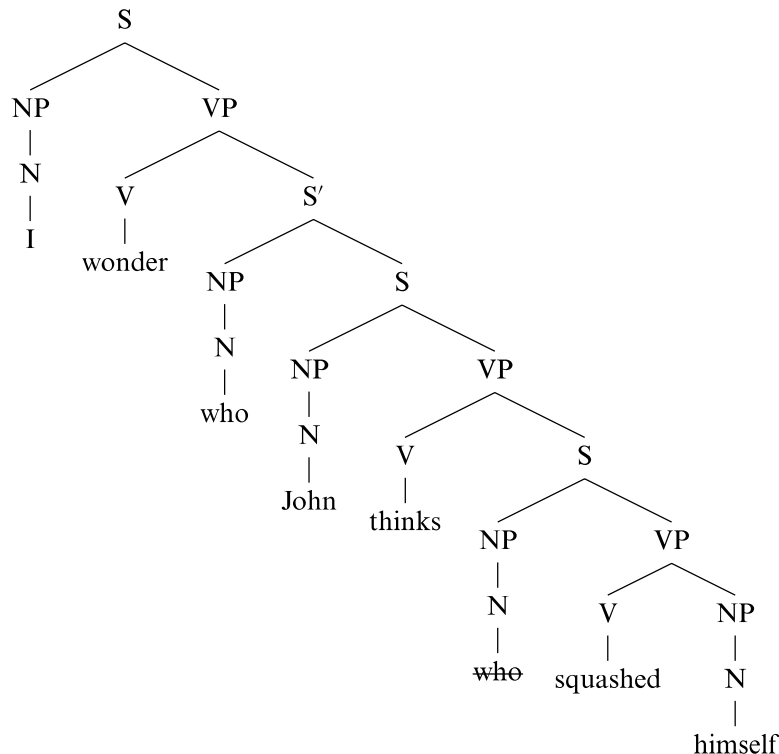 S
NP VP
N V S′
I wonder NP S
N NP VP
who N V S
John thinks NP VP
N V NP
who squashed N
himself